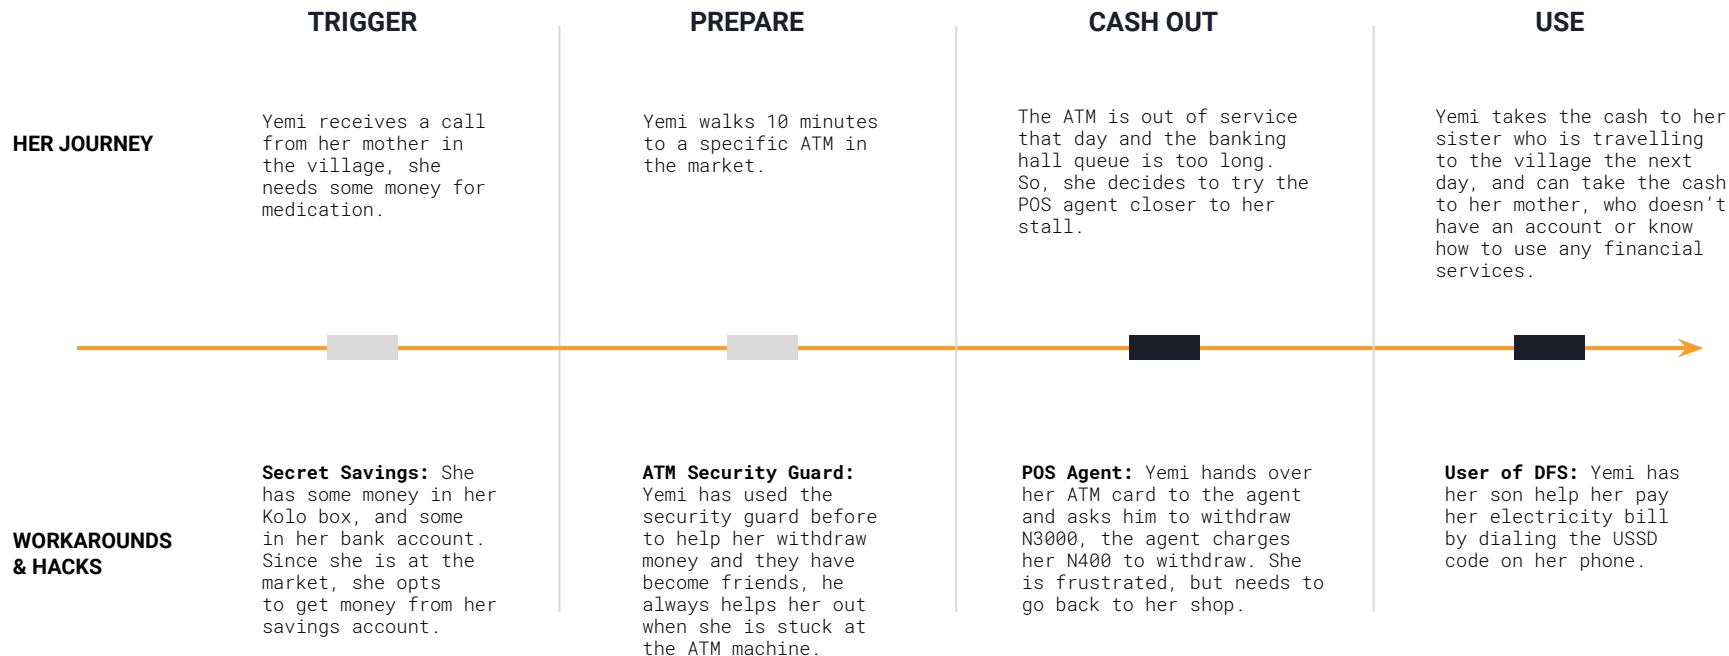 TRIGGER
PREPARE
CASH OUT
USE
HER JOURNEY
Yemi receives a call
from her mother in
the village, she
needs some money for
medication.
Yemi walks 10 minutes
to a specific ATM in
the market.
The ATM is out of service
that day and the banking
hall queue is too long.
So, she decides to try the
POS agent closer to her
stall.
Yemi takes the cash to her
sister who is travelling
to the village the next
day, and can take the cash
to her mother, who doesn’t
have an account or know
how to use any financial
services.
WORKAROUNDS
& HACKS
Secret Savings: She
has some money in her
Kolo box, and some
in her bank account.
Since she is at the
market, she opts
to get money from her
savings account.
ATM Security Guard:
Yemi has used the
security guard before
to help her withdraw
money and they have
become friends, he
always helps her out
when she is stuck at
the ATM machine.
POS Agent: Yemi hands over
her ATM card to the agent
and asks him to withdraw
N3000, the agent charges
her N400 to withdraw. She
is frustrated, but needs to
go back to her shop.
User of DFS: Yemi has
her son help her pay
her electricity bill
by dialing the USSD
code on her phone.